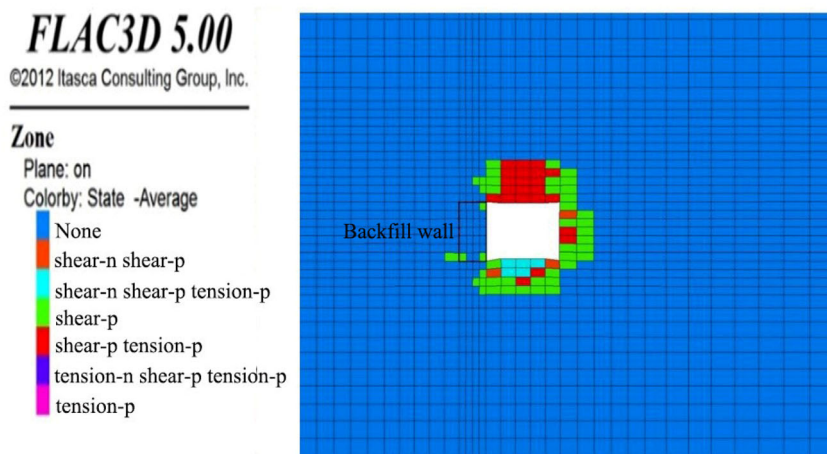 FLAC3D 5.00
©2012 Itasca Consulting Group, Inc.
Zone
Plane: on
Colorby: State -Average
None
shear-n shear-p
shear-n shear-p tension-p
shear-p
shear-p tension-p
tension-n shear-p tension-p
tension-p
Backfill wall